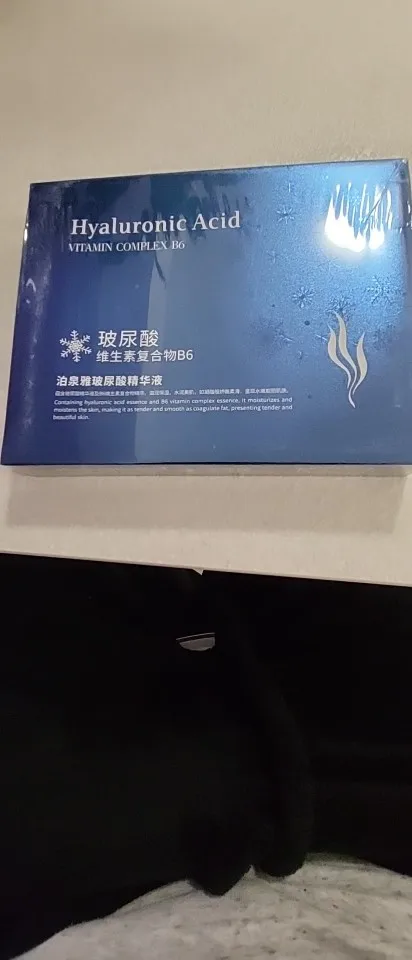 Hyaluronic Acid
VITAMIN COMPLEX B6
玻尿酸
维生素复合物B6
泊泉雅玻尿酸精华液
Containing hyaluronic acid essence and B6 vitamin complex essence, it moisturizes and
moistens the skin, making it as tender and smooth as coagulate fat, presenting tender and
beautiful skin.